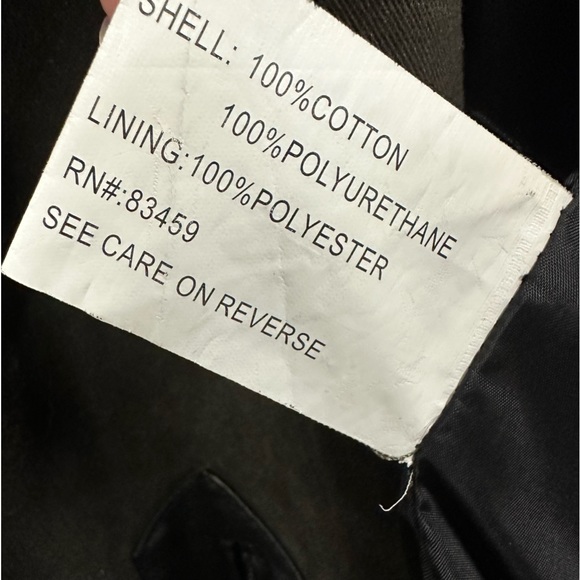 SHELL: 100%COTTON
100%POLYURETHANE
LINING:100%POLYESTER
RN#:83459
SEE CARE ON REVERSE